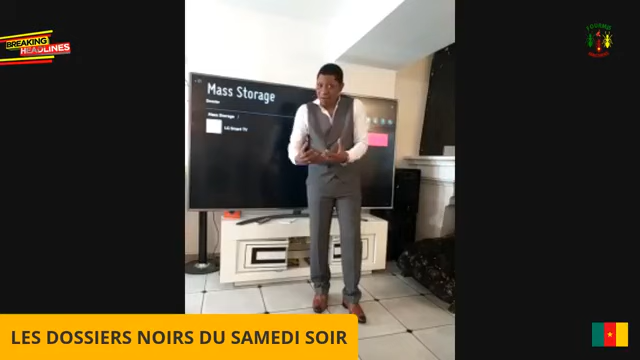 BREAKING
HEADLINES
Mass Storage
Mass Storage /
LG Smart TV
LES DOSSIERS NOIRS DU SAMEDI SOIR